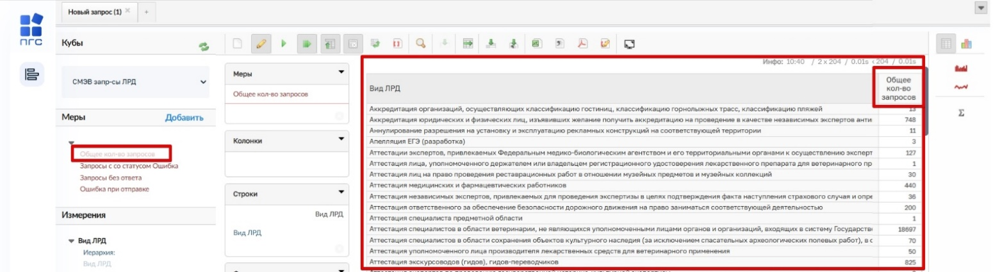 Новый запрос (1) × +
ПГС
Кубы
СМЭВ запр-сы ЛРД
Меры Добавить
Общее кол-во запросов
Запросы с со статусом Ошибка
Запросы без ответа
Ошибка при отправке
Измерения
Вид ЛРД
Иерархия:
Вид ЛРД
Меры
Общее кол-во запросов
Колонки
Строки
Вид ЛРД
Вид ЛРД
Инфо: 10:40 / 2 x 204 / 0.01s ‹ 204 / 0.01s
Вид ЛРД Общее кол-во запросов
Аккредитация организаций, осуществляющих классификацию гостиниц, классификацию горнолыжных трасс, классификацию пляжей 13
Аккредитация юридических и физических лиц, изъявивших желание получить аккредитацию на проведение в качестве независимых экспертов анти 748
Аннулирование разрешения на установку и эксплуатацию рекламных конструкций на соответствующей территории 11
Апелляция ЕГЭ (разработка) 3
Аттестации экспертов, привлекаемых Федеральным медико-биологическим агентством и его территориальными органами к осуществлению эксперт 127
Аттестация лица, уполномоченного держателем или владельцем регистрационного удостоверения лекарственного препарата для ветеринарного пр 1
Аттестация лиц на право проведения реставрационных работ в отношении музейных предметов и музейных коллекций 30
Аттестация медицинских и фармацевтических работников 440
Аттестация независимых экспертов, привлекаемых для проведения экспертизы в целях подтверждения факта наступления страхового случая и опре 36
Аттестация ответственного за обеспечение безопасности дорожного движения на право заниматься соответствующей деятельностью 200
Аттестация специалиста предметной области 1
Аттестация специалистов в области ветеринарии, не являющихся уполномоченными лицами органов и организаций, входящих в систему Государстве 18697
Аттестация специалистов в области сохранения объектов культурного наследия (за исключением спасательных археологических полевых работ), в с 70
Аттестация уполномоченного лица производителя лекарственных средств для ветеринарного применения 50
Аттестация экскурсоводов (гидов), гидов-переводчиков 825
Σ